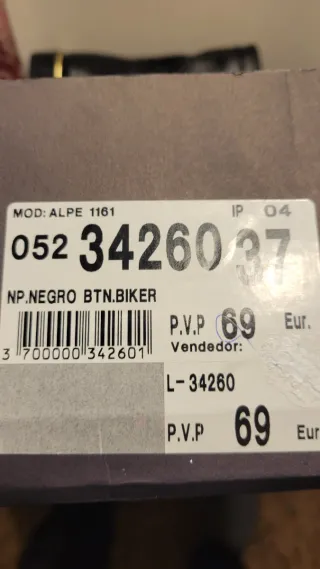 MOD: ALPE 1161 IP 04
052 34260 37
NP.NEGRO BTN.BIKER
P.V.P 69 Eur.
Vendedor:
3 700000 342601
L-34260
P.V.P 69 Eur